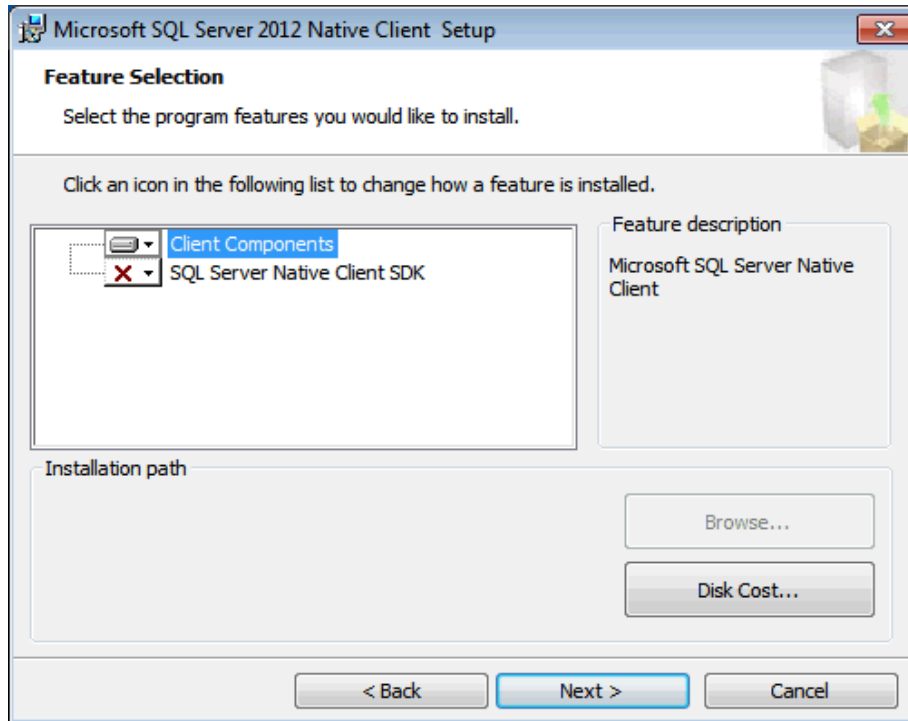 Microsoft SQL Server 2012 Native Client  Setup
Feature Selection
Select the program features you would like to install.
Click an icon in the following list to change how a feature is installed.
Client Components
SQL Server Native Client SDK
Feature description
Microsoft SQL Server Native
Client
Installation path
Browse...
Disk Cost...
< Back
Next >
Cancel